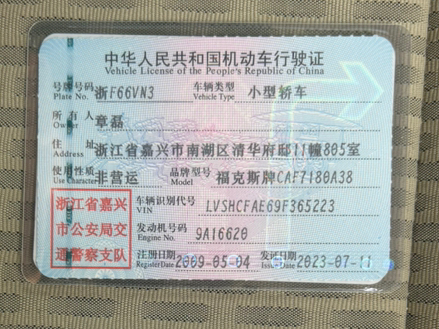 中华人民共和国机动车行驶证
Vehicle License of the People's Republic of China
号牌号码 浙F66VN3 车辆类型 小型轿车
Plate No. Vehicle Type
所有人 章磊
Owner
住址 浙江省嘉兴市南湖区清华府邸11幢805室
Address
使用性质 非营运 品牌型号 福克斯牌CAF7180A38
Use Character Model
浙江省嘉兴市公安局交通警察支队
车辆识别代号 LVSHCFAE69F365223
VIN
发动机号码 9A16620
Engine No.
注册日期 2009-05-04 发证日期 2023-07-11
Register Date Issue Date